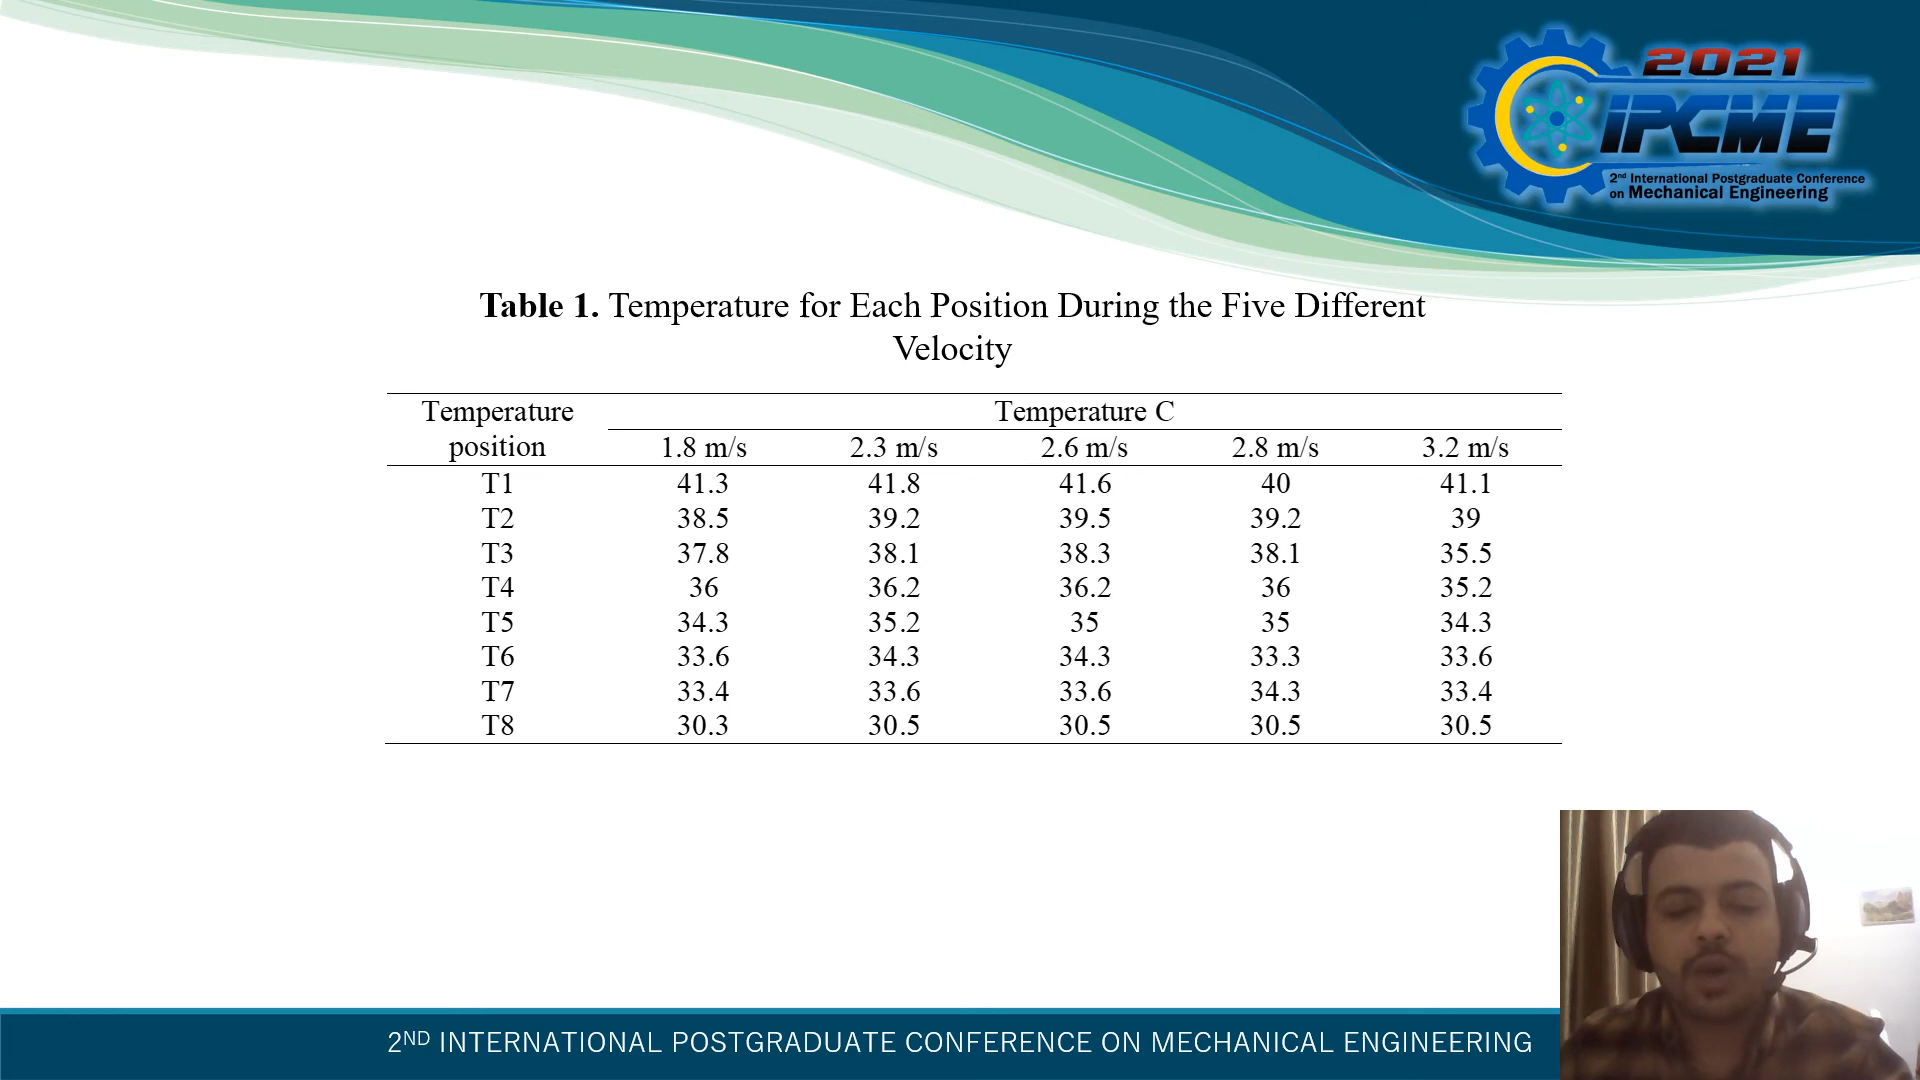 2021
IPCME
2nd International Postgraduate Conference
on Mechanical Engineering
Table 1. Temperature for Each Position During the Five Different
Velocity
Temperature position Temperature C
1.8 m/s 2.3 m/s 2.6 m/s 2.8 m/s 3.2 m/s
T1 41.3 41.8 41.6 40 41.1
T2 38.5 39.2 39.5 39.2 39
T3 37.8 38.1 38.3 38.1 35.5
T4 36 36.2 36.2 36 35.2
T5 34.3 35.2 35 35 34.3
T6 33.6 34.3 34.3 33.3 33.6
T7 33.4 33.6 33.6 34.3 33.4
T8 30.3 30.5 30.5 30.5 30.5
2ND INTERNATIONAL POSTGRADUATE CONFERENCE ON MECHANICAL ENGINEERING